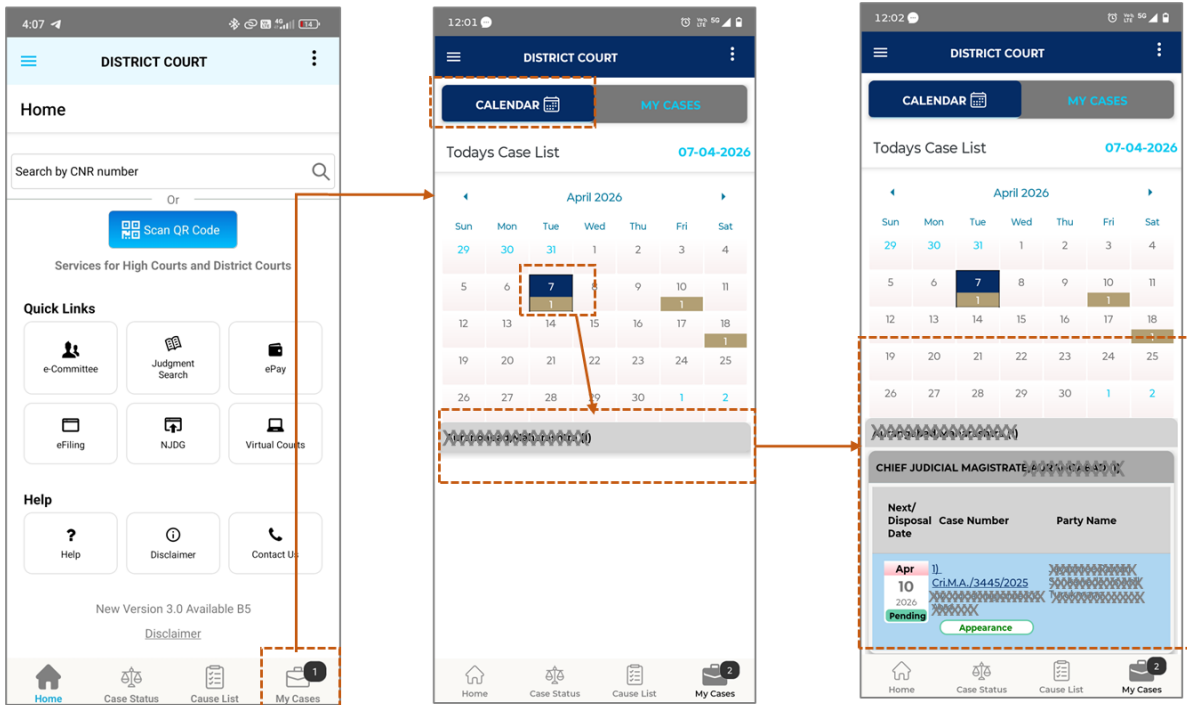 4:07
4G
14
DISTRICT COURT
Home
Search by CNR number
Or
Scan QR Code
Services for High Courts and District Courts
Quick Links
e-Committee
Judgment
Search
ePay
eFiling
NJDG
Virtual Courts
Help
Help
Disclaimer
Contact Us
New Version 3.0 Available B5
Disclaimer
1
Home Case Status Cause List My Cases
12:01
5G
DISTRICT COURT
CALENDAR MY CASES
Todays Case List 07-04-2026
April 2026
Sun Mon Tue Wed Thu Fri Sat
29 30 31 1 2 3 4
5 6 7 8 9 10 11
1 1
12 13 14 15 16 17 18
1
19 20 21 22 23 24 25
26 27 28 29 30 1 2
2
Home Case Status Cause List My Cases
12:02
5G
DISTRICT COURT
CALENDAR MY CASES
Todays Case List 07-04-2026
April 2026
Sun Mon Tue Wed Thu Fri Sat
29 30 31 1 2 3 4
5 6 7 8 9 10 11
1 1
12 13 14 15 16 17 18
1
19 20 21 22 23 24 25
26 27 28 29 30 1 2
CHIEF JUDICIAL MAGISTRATE
Next/
Disposal Case Number Party Name
Date
Apr 1)
10 Cri.M.A./3445/2025
2026
Pending
Appearance
2
Home Case Status Cause List My Cases